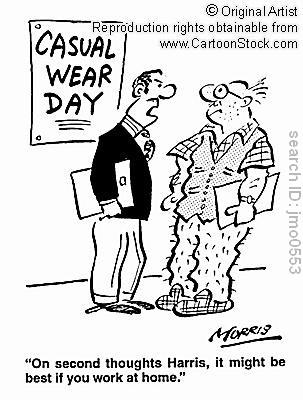 © Original Artist
Reproduction rights obtainable from
www.CartoonStock.com
CASUAL
WEAR
DAY
search ID: jmo0553
MORRIS
"On second thoughts Harris, it might be
best if you work at home."